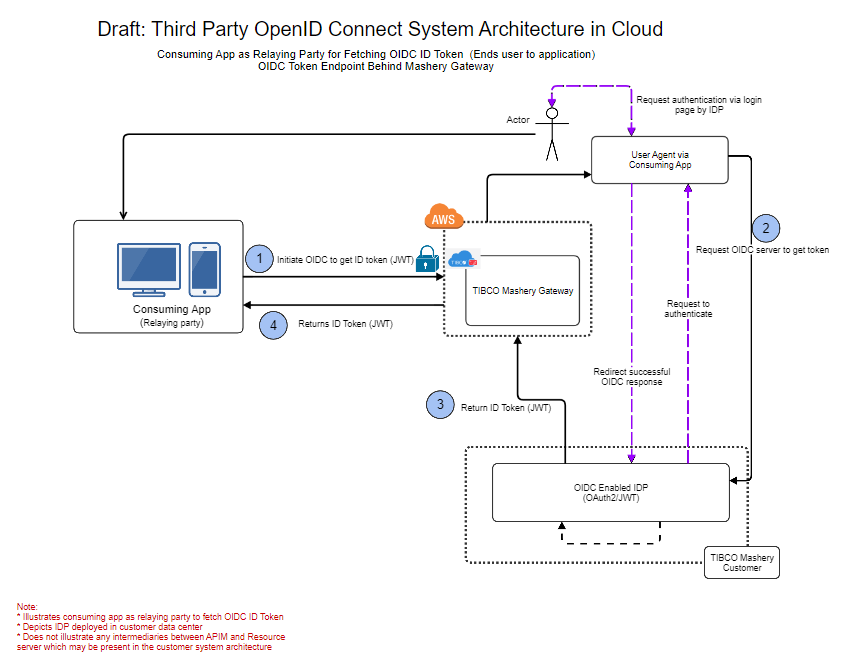 Draft: Third Party OpenID Connect System Architecture in Cloud
Consuming App as Relaying Party for Fetching OIDC ID Token  (Ends user to application)
OIDC Token Endpoint Behind Mashery Gateway
Request authentication via login
page by IDP
Actor
User Agent via
Consuming App
AWS
2
Request OIDC server to get token
1
Initiate OIDC to get ID token (JWT)
TIBCO Mashery Gateway
Consuming App
(Relaying party)
4
Returns ID Token (JWT)
Request to
authenticate
Redirect successful
OIDC response
3
Return ID Token (JWT)
OIDC Enabled IDP
(OAuth2/JWT)
TIBCO Mashery
Customer
Note:
* Illustrates consuming app as relaying party to fetch OIDC ID Token
* Depicts IDP deployed in customer data center
* Does not illustrate any intermediaries between APIM and Resource
server which may be present in the customer system architecture